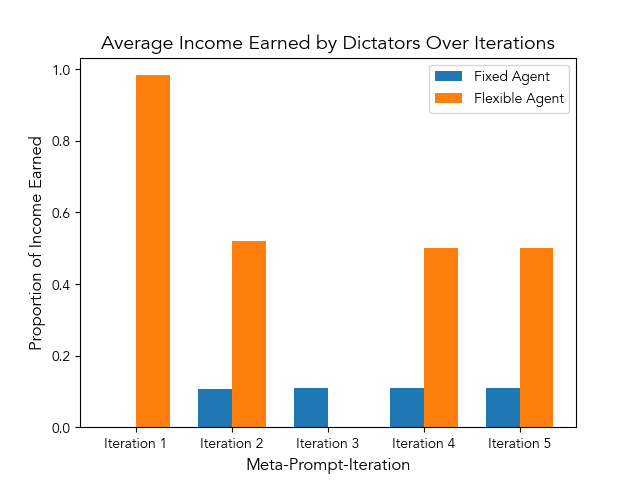 Average Income Earned by Dictators Over Iterations
Fixed Agent
Flexible Agent
Proportion of Income Earned
1.0
0.8
0.6
0.4
0.2
0.0
Iteration 1
Iteration 2
Iteration 3
Iteration 4
Iteration 5
Meta-Prompt-Iteration